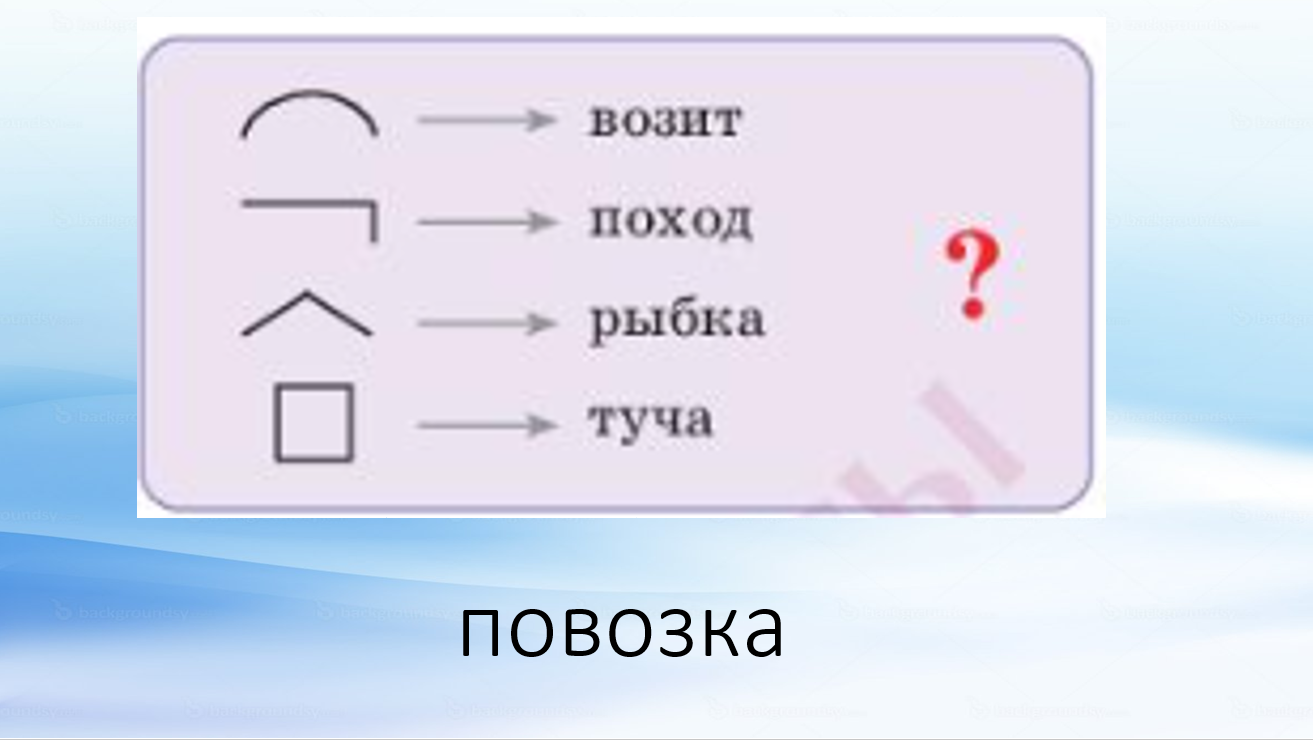 возит
поход
рыбка
туча
?
повозка